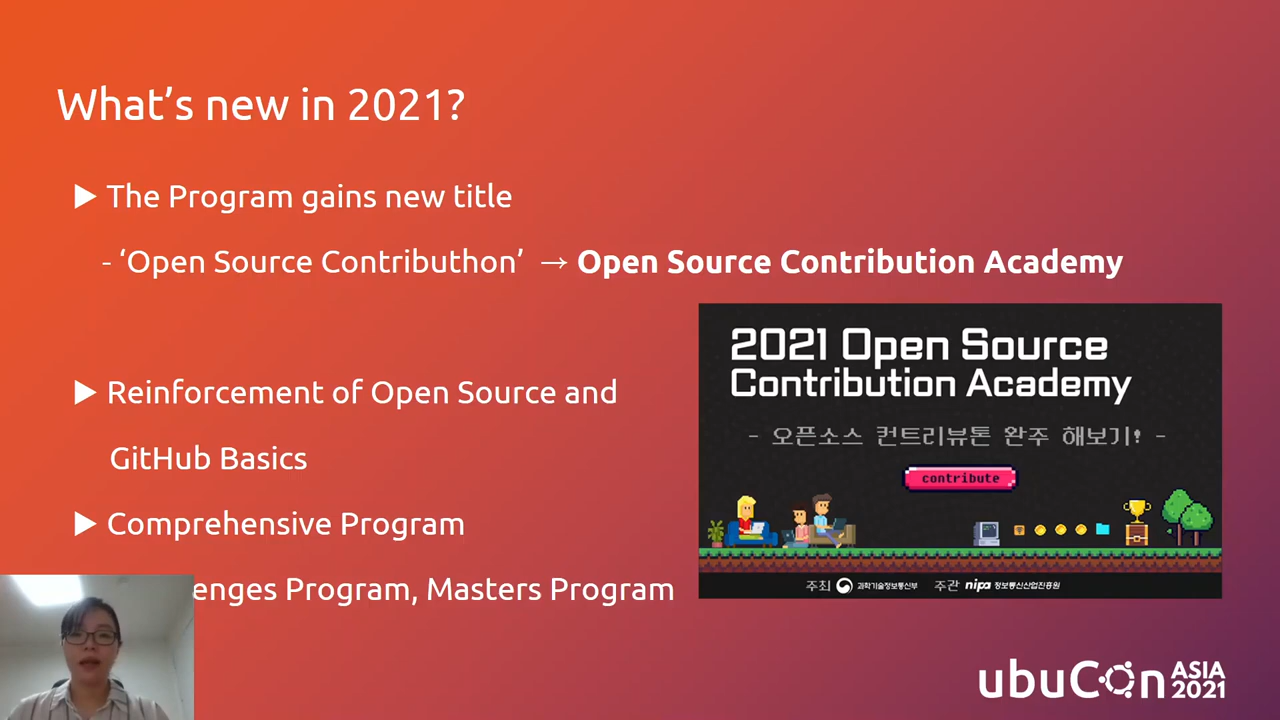 What's new in 2021?
▶ The Program gains new title
- ‘Open Source Contributhon’ → Open Source Contribution Academy
▶ Reinforcement of Open Source and
GitHub Basics
▶ Comprehensive Program
enges Program, Masters Program
2021 Open Source
Contribution Academy
- 오픈소스 컨트리뷰톤 완주 해보기! -
contribute
주최 과학기술정보통신부 주관 nipa 정보통신산업진흥원
ubuCon ASIA 2021